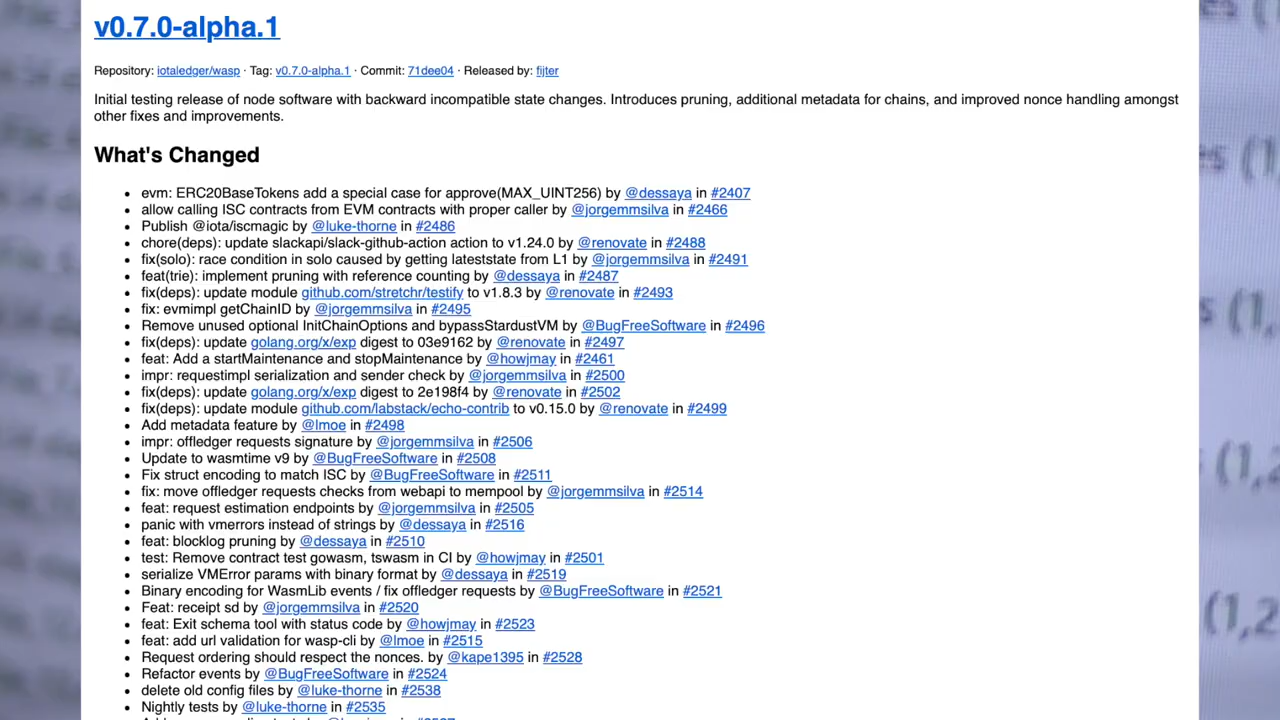 v0.7.0-alpha.1
Repository: iotaledger/wasp · Tag: v0.7.0-alpha.1 · Commit: 71dee04 · Released by: fijter
Initial testing release of node software with backward incompatible state changes. Introduces pruning, additional metadata for chains, and improved nonce handling amongst
other fixes and improvements.
What's Changed
• evm: ERC20BaseTokens add a special case for approve(MAX_UINT256) by @dessaya in #2407
• allow calling ISC contracts from EVM contracts with proper caller by @jorgemmsilva in #2466
• Publish @iota/iscmagic by @luke-thorne in #2486
• chore(deps): update slackapi/slack-github-action action to v1.24.0 by @renovate in #2488
• fix(solo): race condition in solo caused by getting lateststate from L1 by @jorgemmsilva in #2491
• feat(trie): implement pruning with reference counting by @dessaya in #2487
• fix(deps): update module github.com/stretchr/testify to v1.8.3 by @renovate in #2493
• fix: evmimpl getChainID by @jorgemmsilva in #2495
• Remove unused optional InitChainOptions and bypassStardustVM by @BugFreeSoftware in #2496
• fix(deps): update golang.org/x/exp digest to 03e9162 by @renovate in #2497
• feat: Add a startMaintenance and stopMaintenance by @howjmay in #2461
• impr: requestimpl serialization and sender check by @jorgemmsilva in #2500
• fix(deps): update golang.org/x/exp digest to 2e198f4 by @renovate in #2502
• fix(deps): update module github.com/labstack/echo-contrib to v0.15.0 by @renovate in #2499
• Add metadata feature by @lmoe in #2498
• impr: offledger requests signature by @jorgemmsilva in #2506
• Update to wasmtime v9 by @BugFreeSoftware in #2508
• Fix struct encoding to match ISC by @BugFreeSoftware in #2511
• fix: move offledger requests checks from webapi to mempool by @jorgemmsilva in #2514
• feat: request estimation endpoints by @jorgemmsilva in #2505
• panic with vmerrors instead of strings by @dessaya in #2516
• feat: blocklog pruning by @dessaya in #2510
• test: Remove contract test gowasm, tswasm in CI by @howjmay in #2501
• serialize VMError params with binary format by @dessaya in #2519
• Binary encoding for WasmLib events / fix offledger requests by @BugFreeSoftware in #2521
• Feat: receipt sd by @jorgemmsilva in #2520
• feat: Exit schema tool with status code by @howjmay in #2523
• feat: add url validation for wasp-cli by @lmoe in #2515
• Request ordering should respect the nonces. by @kape1395 in #2528
• Refactor events by @BugFreeSoftware in #2524
• delete old config files by @luke-thorne in #2538
• Nightly tests by @luke-thorne in #2535